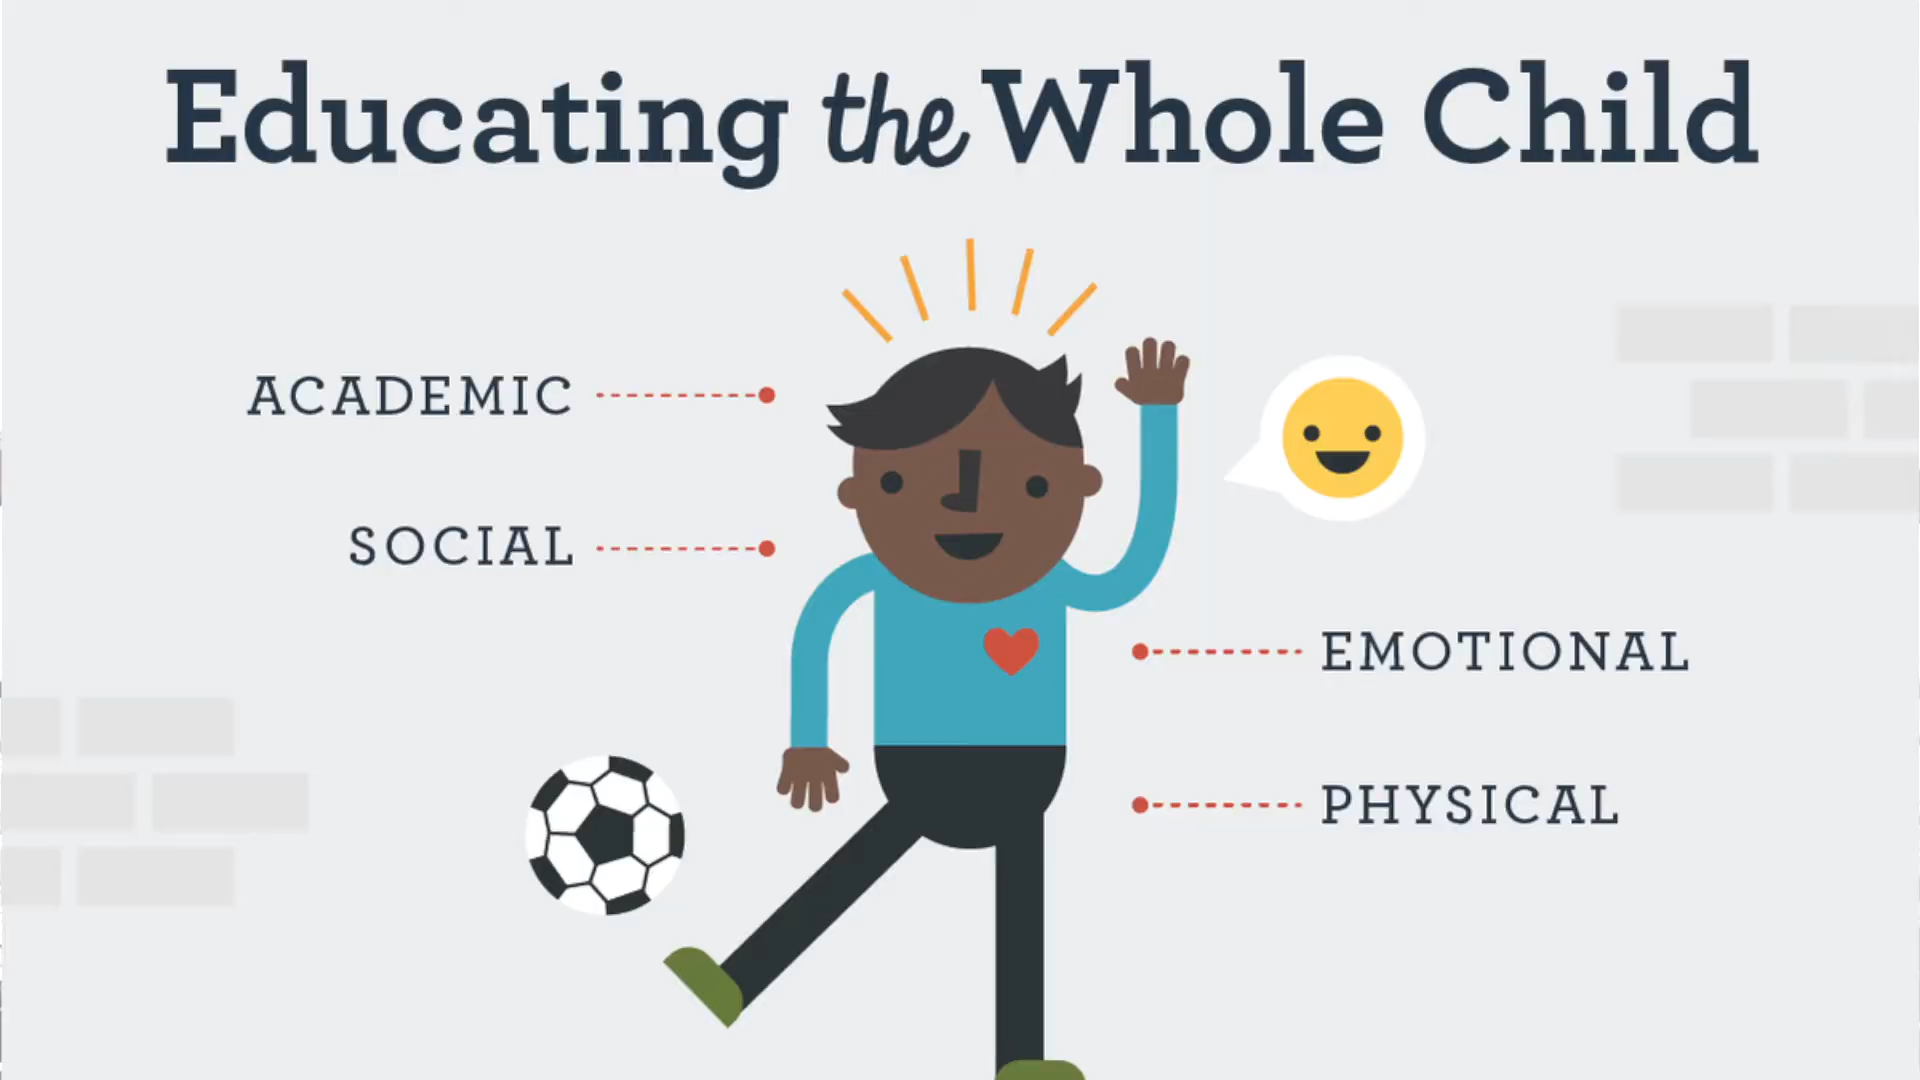 Educating the Whole Child
ACADEMIC
SOCIAL
EMOTIONAL
PHYSICAL